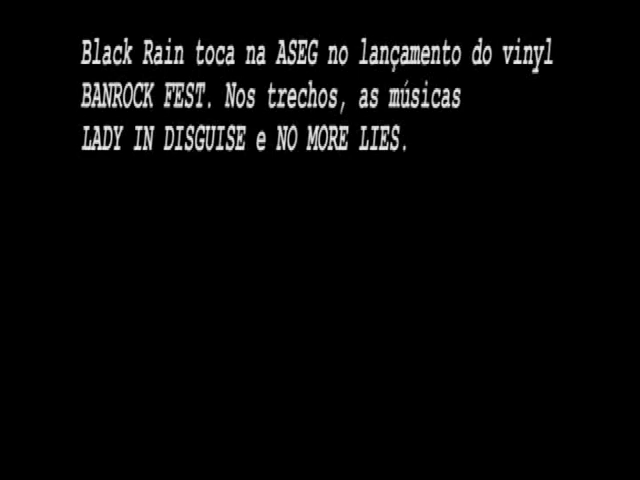 Black Rain toca na ASEG no lançamento do vinyl
BANROCK FEST. Nos trechos, as músicas
LADY IN DISGUISE e NO MORE LIES.